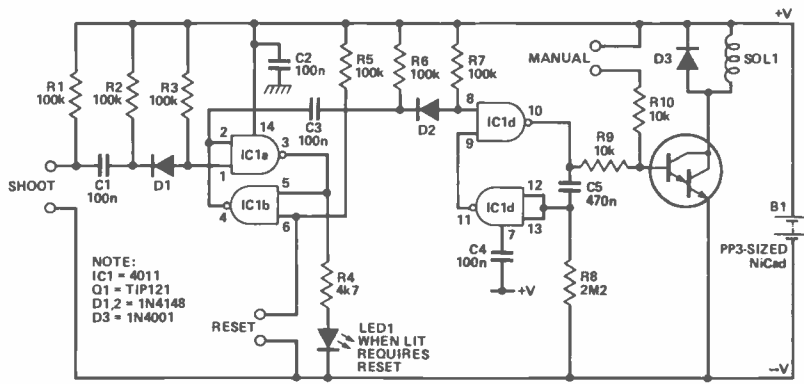 +V
R1
100k
R2
100k
R3
100k
C2
100n
R5
100k
R6
100k
R7
100k
MANUAL
D3
SOL1
14
C3
100n
D2
8
9
10
IC1d
R10
10k
2
1
3
IC1a
R9
10k
SHOOT
C1
100n
D1
5
6
4
IC1b
11
12
13
7
IC1d
C5
470n
B1
PP3-SIZED
NiCad
C4
100n
+V
R8
2M2
R4
4k7
NOTE:
IC1 = 4011
Q1 = TIP121
D1,2 = 1N4148
D3 = 1N4001
RESET
LED1
WHEN LIT
REQUIRES
RESET
–V